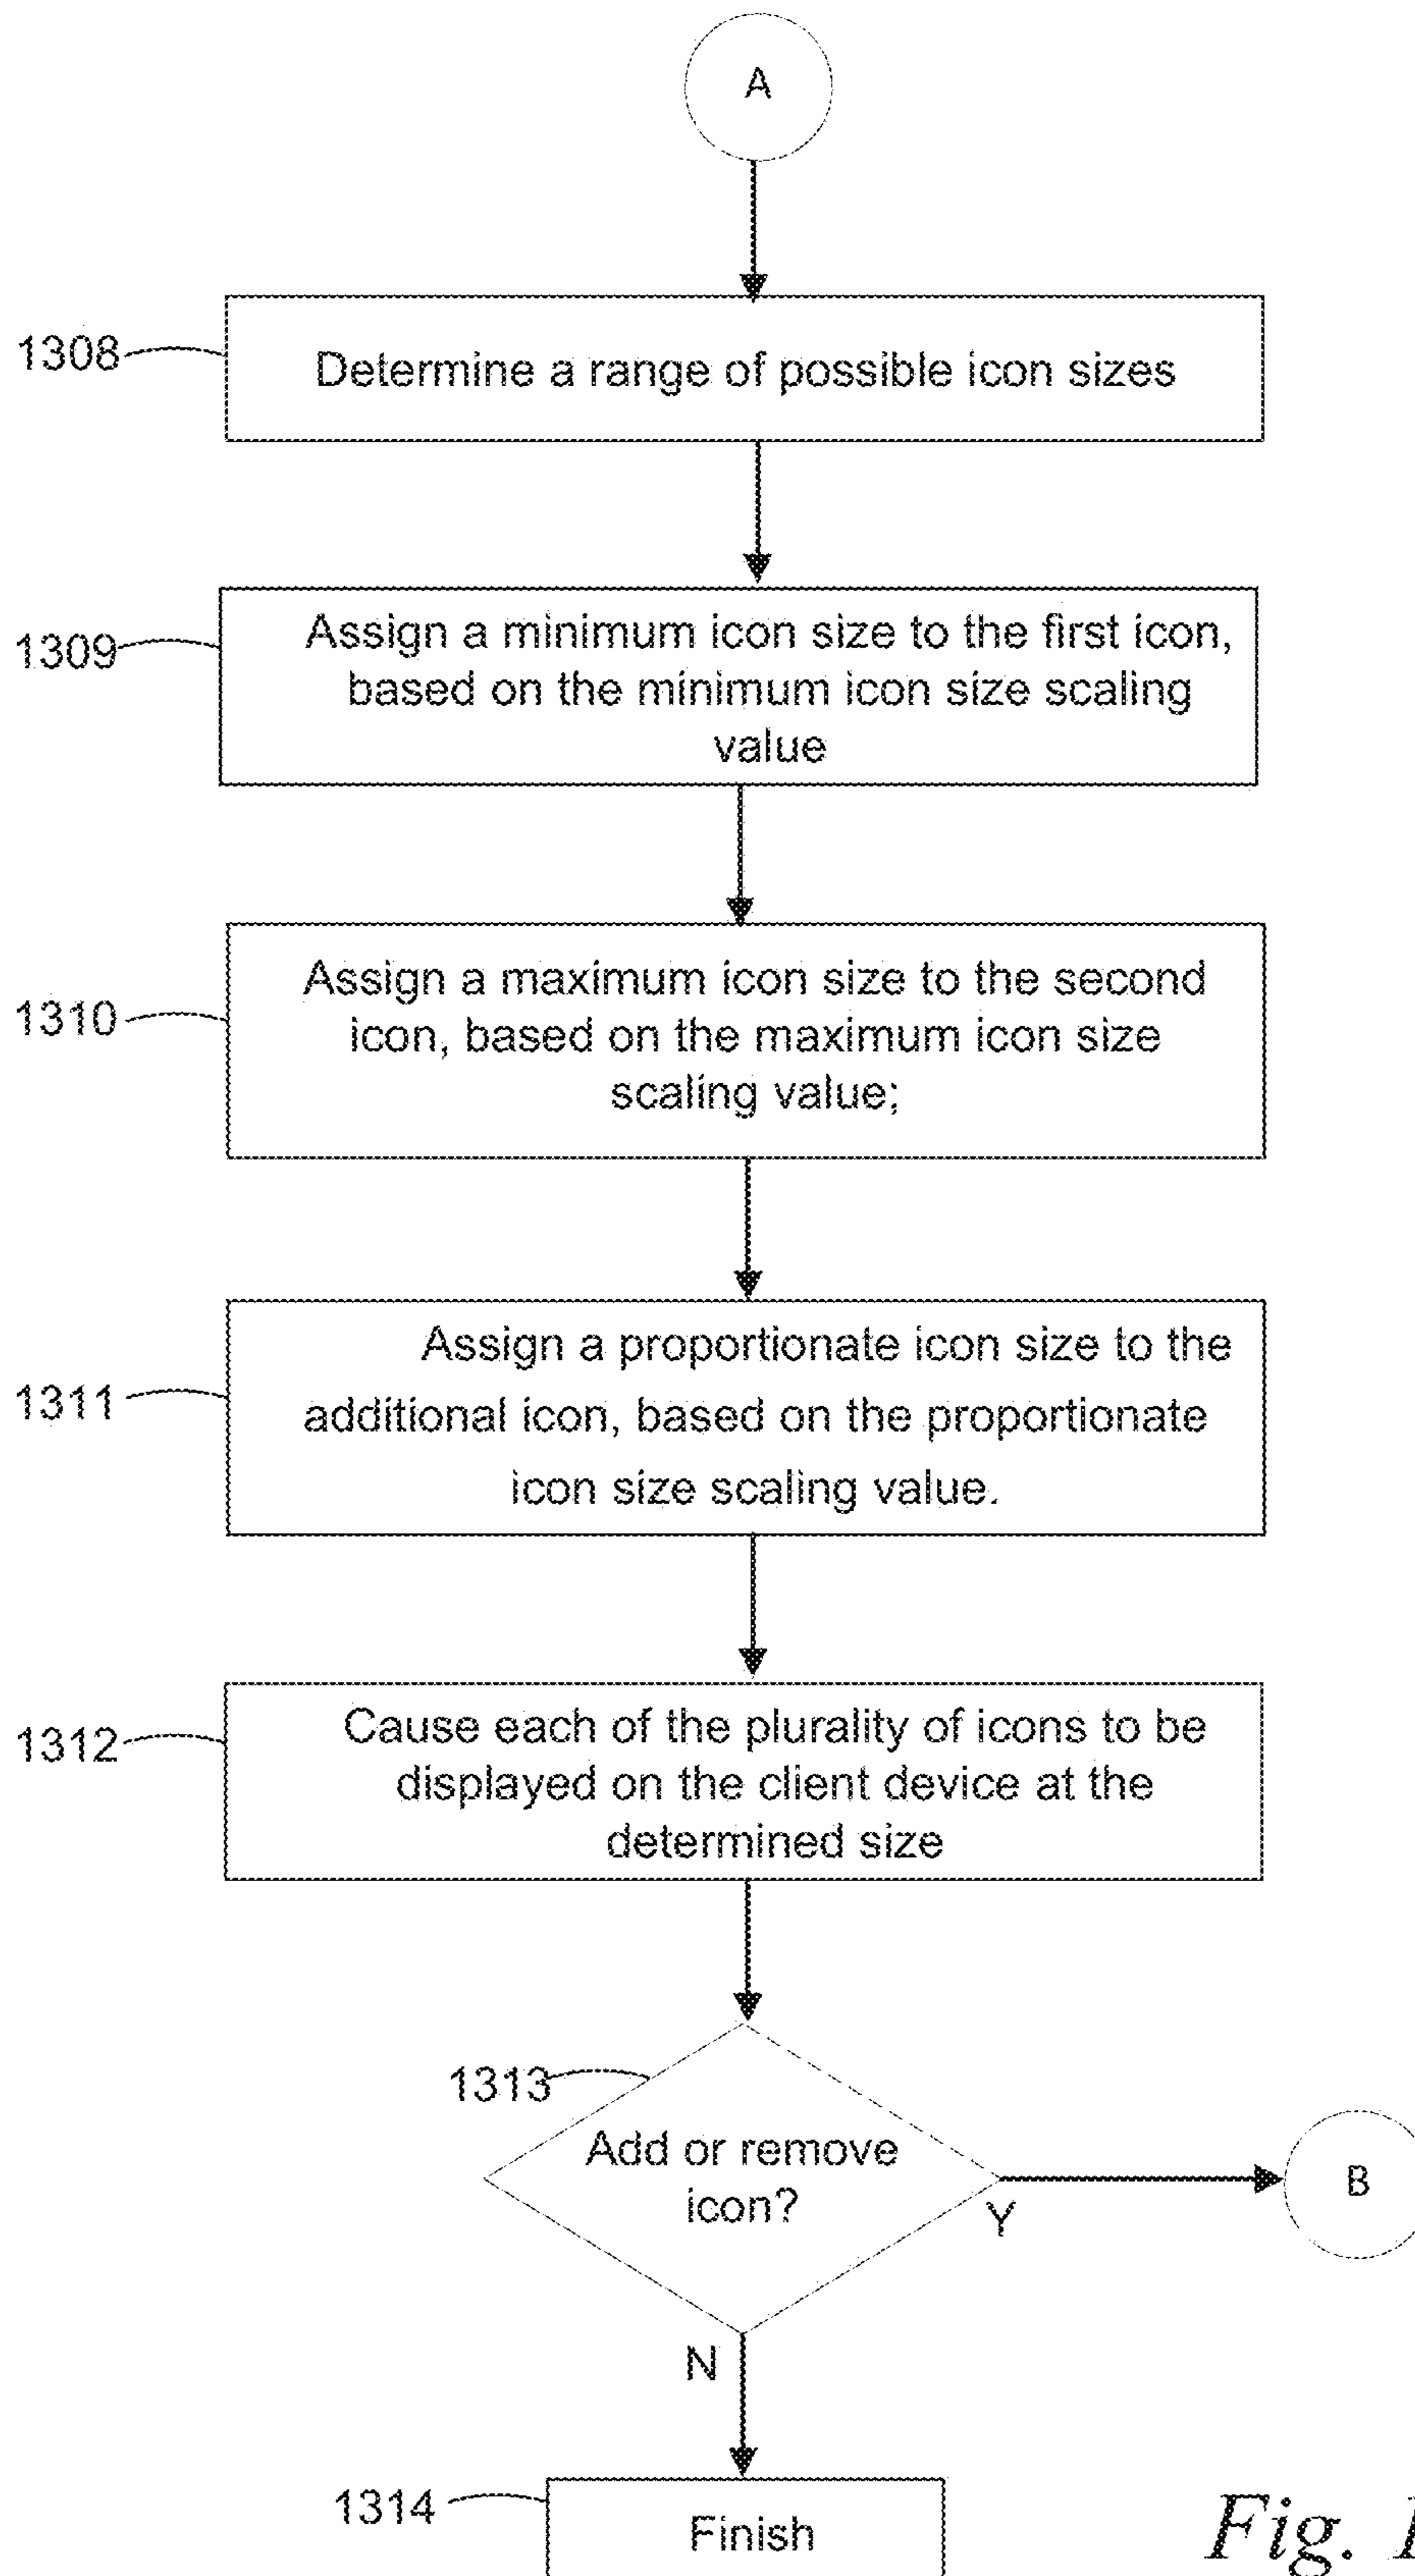 A
1308
Determine a range of possible icon sizes
1309
Assign a minimum icon size to the first icon,
based on the minimum icon size scaling
value
1310
Assign a maximum icon size to the second
icon, based on the maximum icon size
scaling value;
1311
Assign a proportionate icon size to the
additional icon, based on the proportionate
icon size scaling value.
1312
Cause each of the plurality of icons to be
displayed on the client device at the
determined size
1313
Add or remove
icon?
Y
B
N
1314
Finish
Fig.